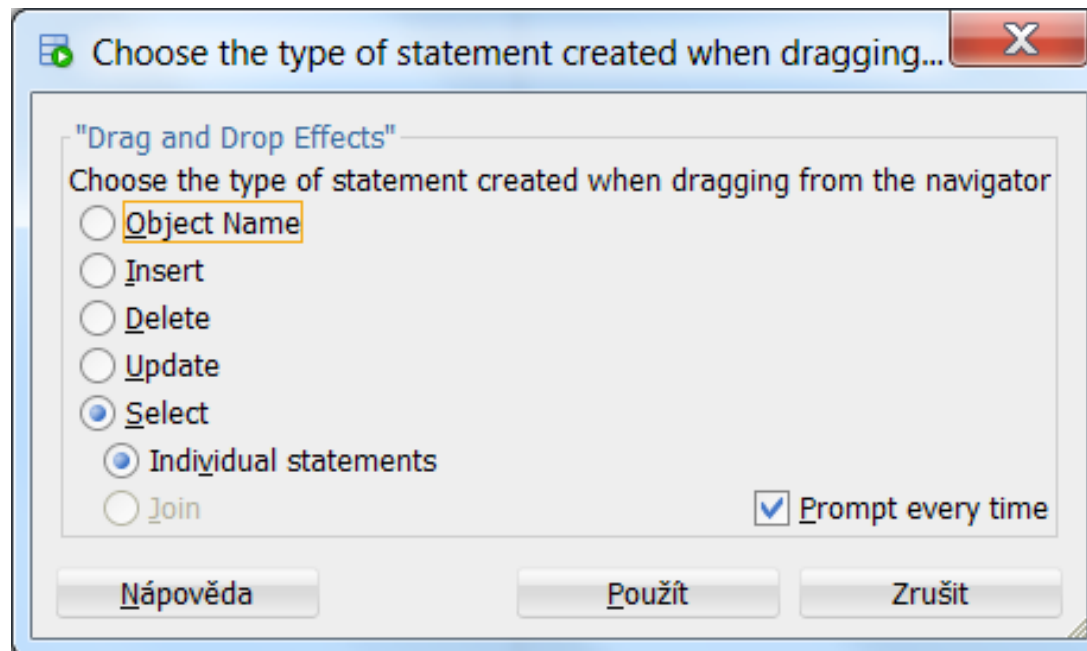 Choose the type of statement created when dragging...
"Drag and Drop Effects"
Choose the type of statement created when dragging from the navigator
Object Name
Insert
Delete
Update
Select
Individual statements
Join
Prompt every time
Nápověda
Použít
Zrušit